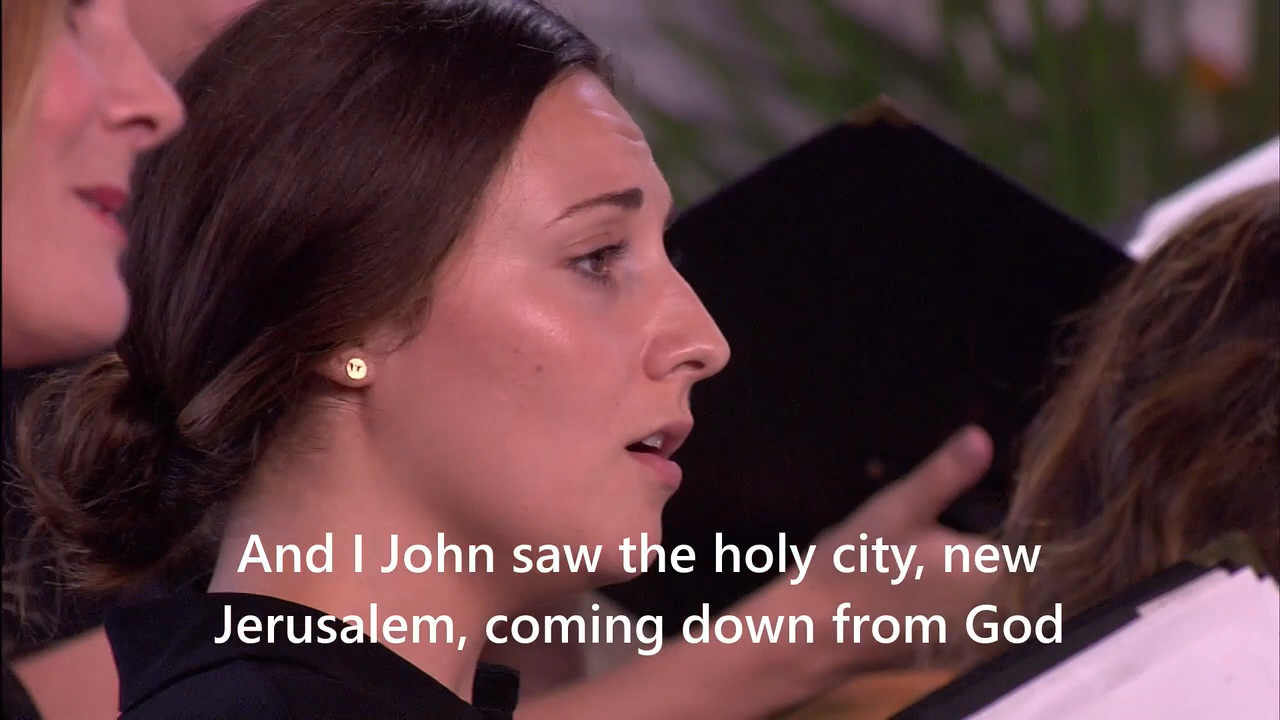 And I John saw the holy city, new
Jerusalem, coming down from God